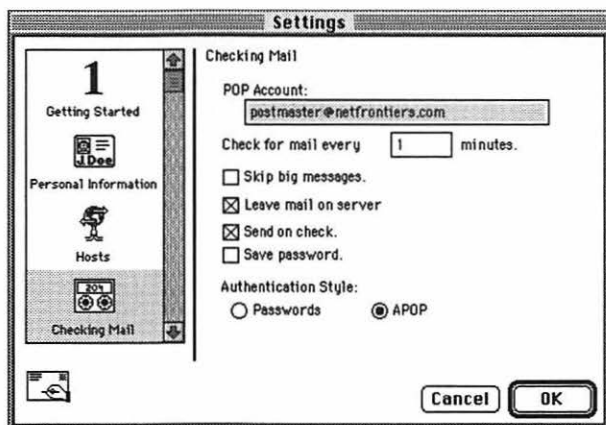 Settings
1
Getting Started
J.Doe
Personal Information
Hosts
204
Checking Mail
Checking Mail
POP Account:
postmaster@netfrontiers.com
Check for mail every 1 minutes.
Skip big messages.
Leave mail on server
Send on check.
Save password.
Authentication Style:
Passwords APOP
Cancel OK